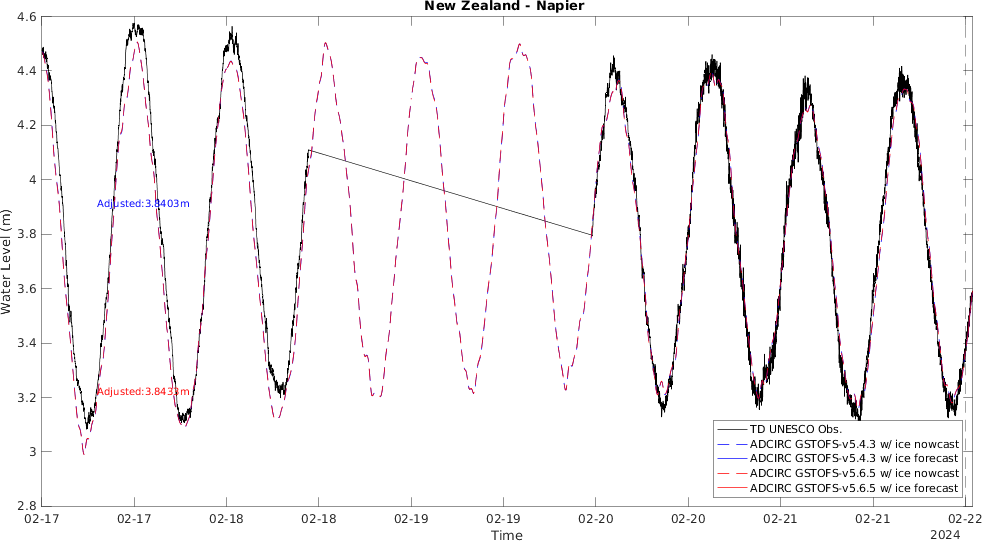 New Zealand - Napier
4.6
4.4
4.2
4
3.8
3.6
3.4
3.2
3
2.8
Water Level (m)
Adjusted:3.8403m
Adjusted:3.8433m
TD UNESCO Obs.
ADCIRC GSTOFS-v5.4.3 w/ ice nowcast
ADCIRC GSTOFS-v5.4.3 w/ ice forecast
ADCIRC GSTOFS-v5.6.5 w/ ice nowcast
ADCIRC GSTOFS-v5.6.5 w/ ice forecast
02-17 02-17 02-18 02-18 02-19 02-19 02-20 02-20 02-21 02-21 02-22
Time
2024